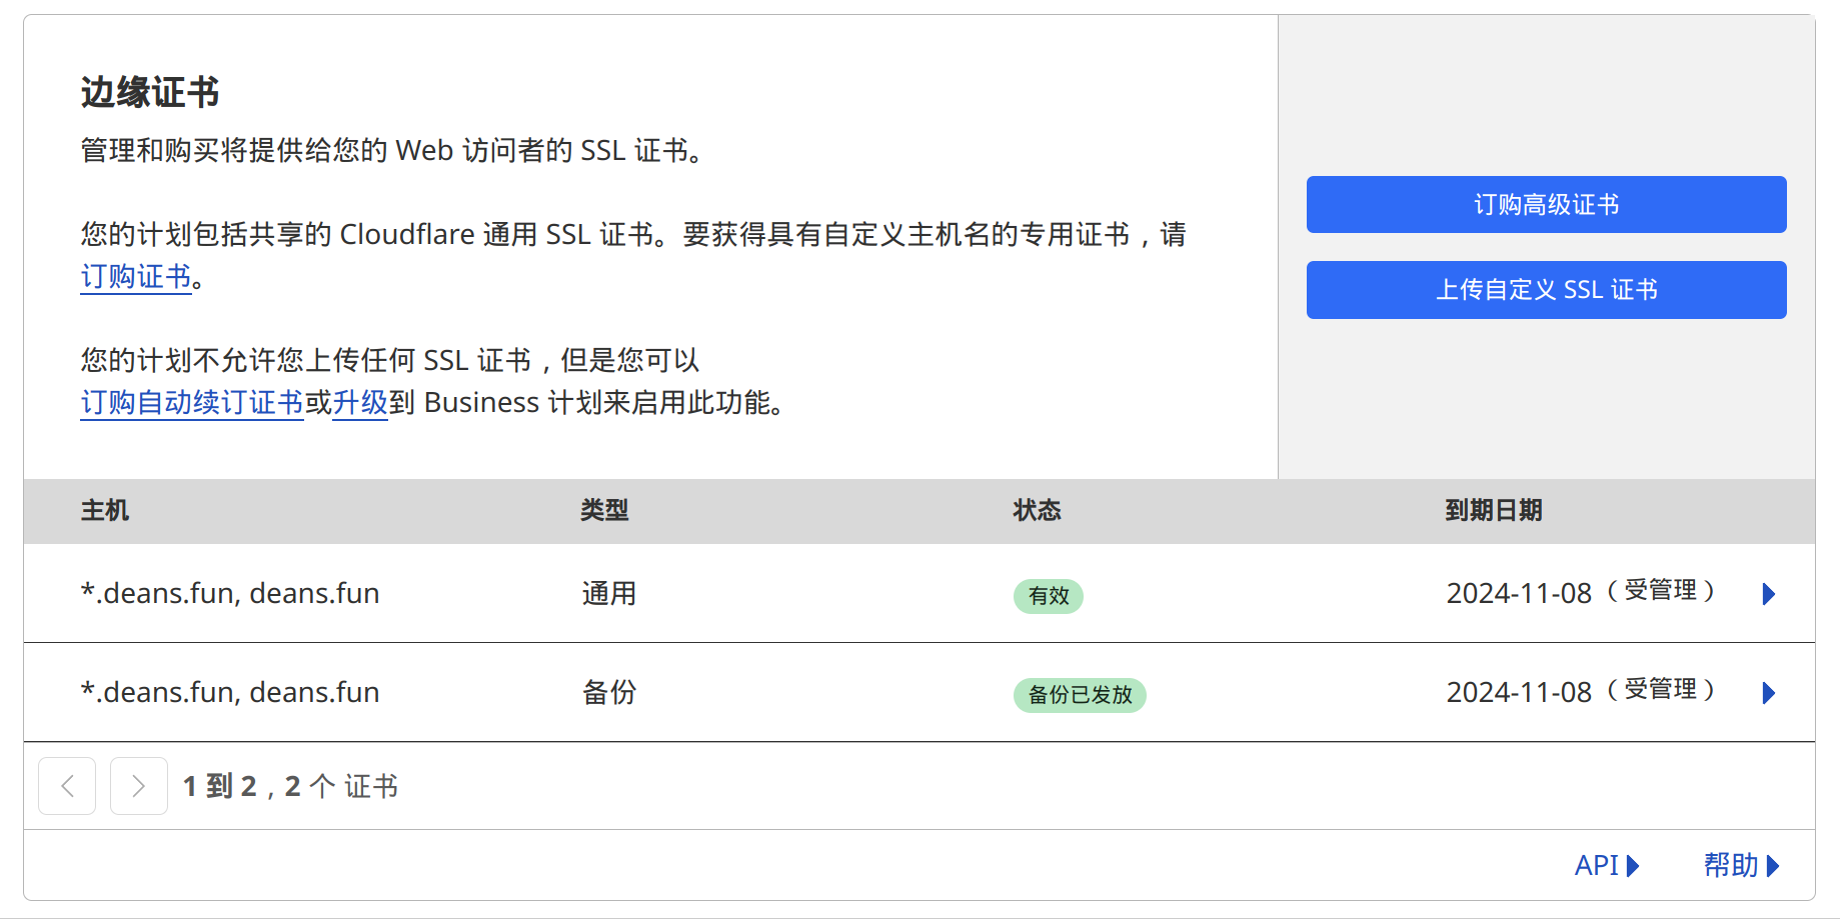 边缘证书
管理和购买将提供给您的 Web 访问者的 SSL 证书。
您的计划包括共享的 Cloudflare 通用 SSL 证书。要获得具有自定义主机名的专用证书，请
订购证书。
您的计划不允许您上传任何 SSL 证书，但是您可以
订购自动续订证书或升级到 Business 计划来启用此功能。
订购高级证书
上传自定义 SSL 证书
主机 类型 状态 到期日期
*.deans.fun, deans.fun 通用 有效 2024-11-08（受管理）
*.deans.fun, deans.fun 备份 备份已发放 2024-11-08（受管理）
1 到 2，2 个 证书
API 帮助